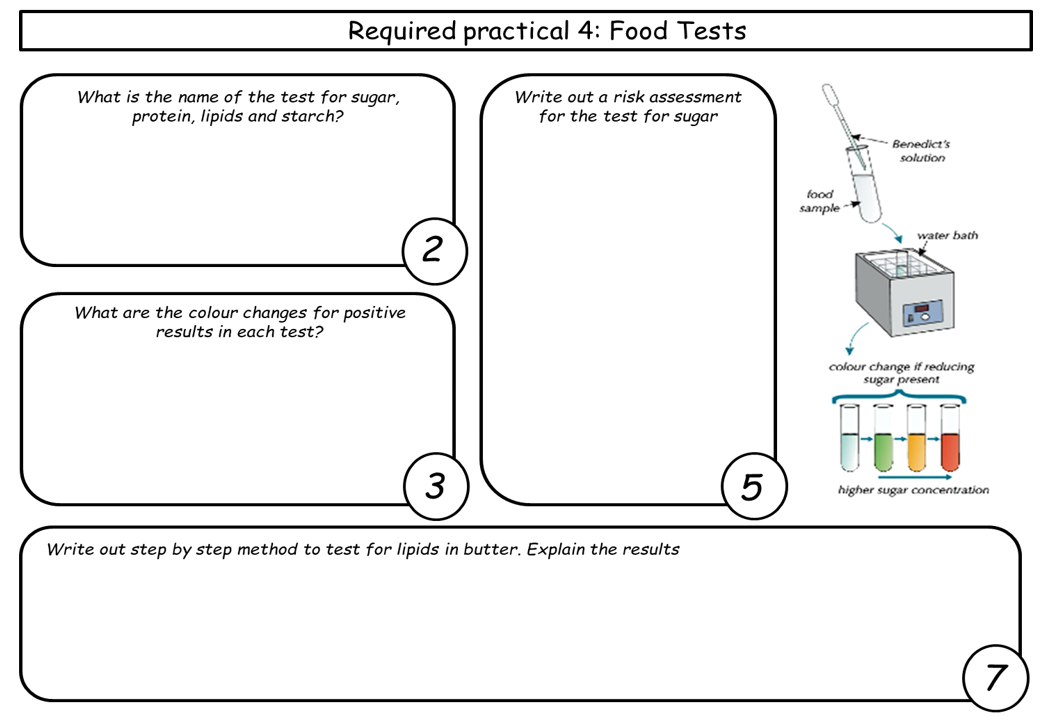 Required practical 4: Food Tests
What is the name of the test for sugar,
protein, lipids and starch?
2
What are the colour changes for positive
results in each test?
3
Write out a risk assessment
for the test for sugar
5
Benedict's
solution
food
sample
water bath
colour change if reducing
sugar present
higher sugar concentration
Write out step by step method to test for lipids in butter. Explain the results
7